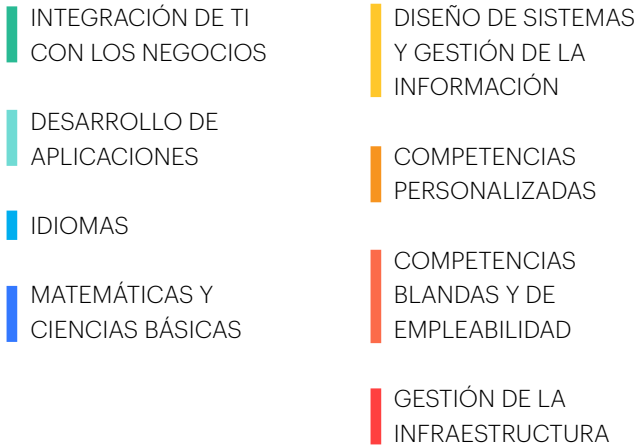 INTEGRACIÓN DE TI
CON LOS NEGOCIOS
DESARROLLO DE
APLICACIONES
IDIOMAS
MATEMÁTICAS Y
CIENCIAS BÁSICAS
DISEÑO DE SISTEMAS
Y GESTIÓN DE LA
INFORMACIÓN
COMPETENCIAS
PERSONALIZADAS
COMPETENCIAS
BLANDAS Y DE
EMPLEABILIDAD
GESTIÓN DE LA
INFRAESTRUCTURA